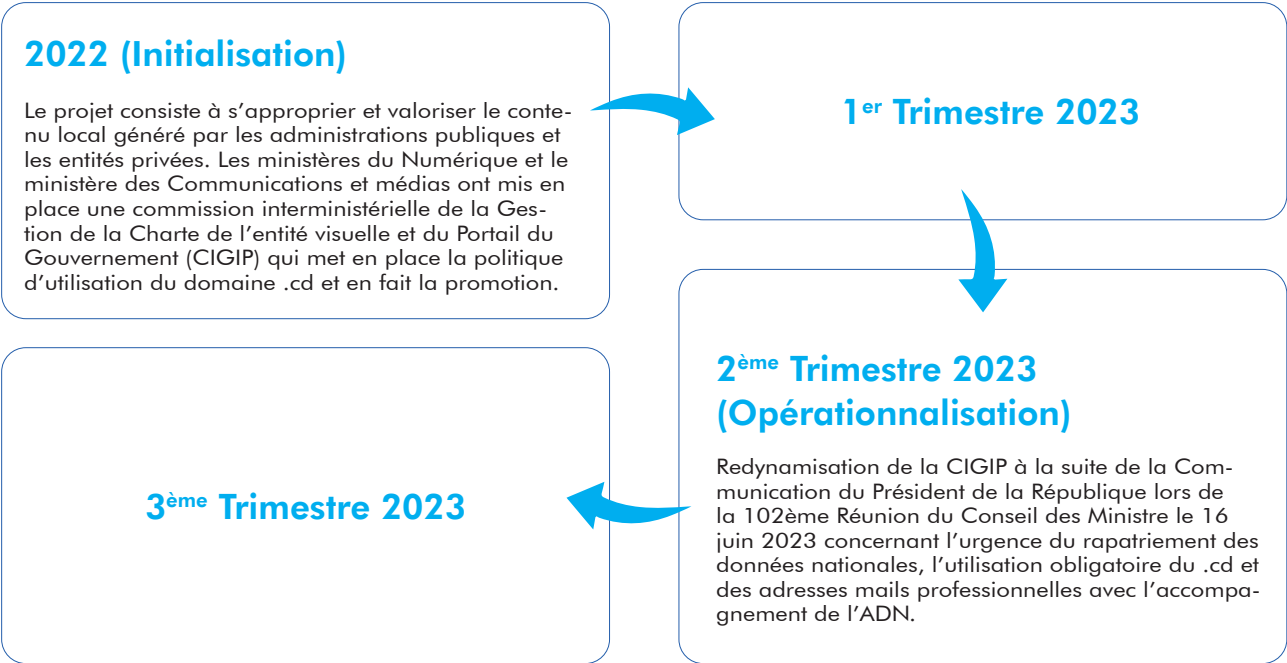 2022 (Initialisation)
Le projet consiste à s’approprier et valoriser le conte-
nu local généré par les administrations publiques et
les entités privées. Les ministères du Numérique et le
ministère des Communications et médias ont mis en
place une commission interministérielle de la Ges-
tion de la Charte de l’entité visuelle et du Portail du
Gouvernement (CIGIP) qui met en place la politique
d’utilisation du domaine .cd et en fait la promotion.
1er Trimestre 2023
2ème Trimestre 2023
(Opérationnalisation)
Redynamisation de la CIGIP à la suite de la Com-
munication du Président de la République lors de
la 102ème Réunion du Conseil des Ministre le 16
juin 2023 concernant l’urgence du rapatriement des
données nationales, l’utilisation obligatoire du .cd et
des adresses mails professionnelles avec l’accompa-
gnement de l’ADN.
3ème Trimestre 2023